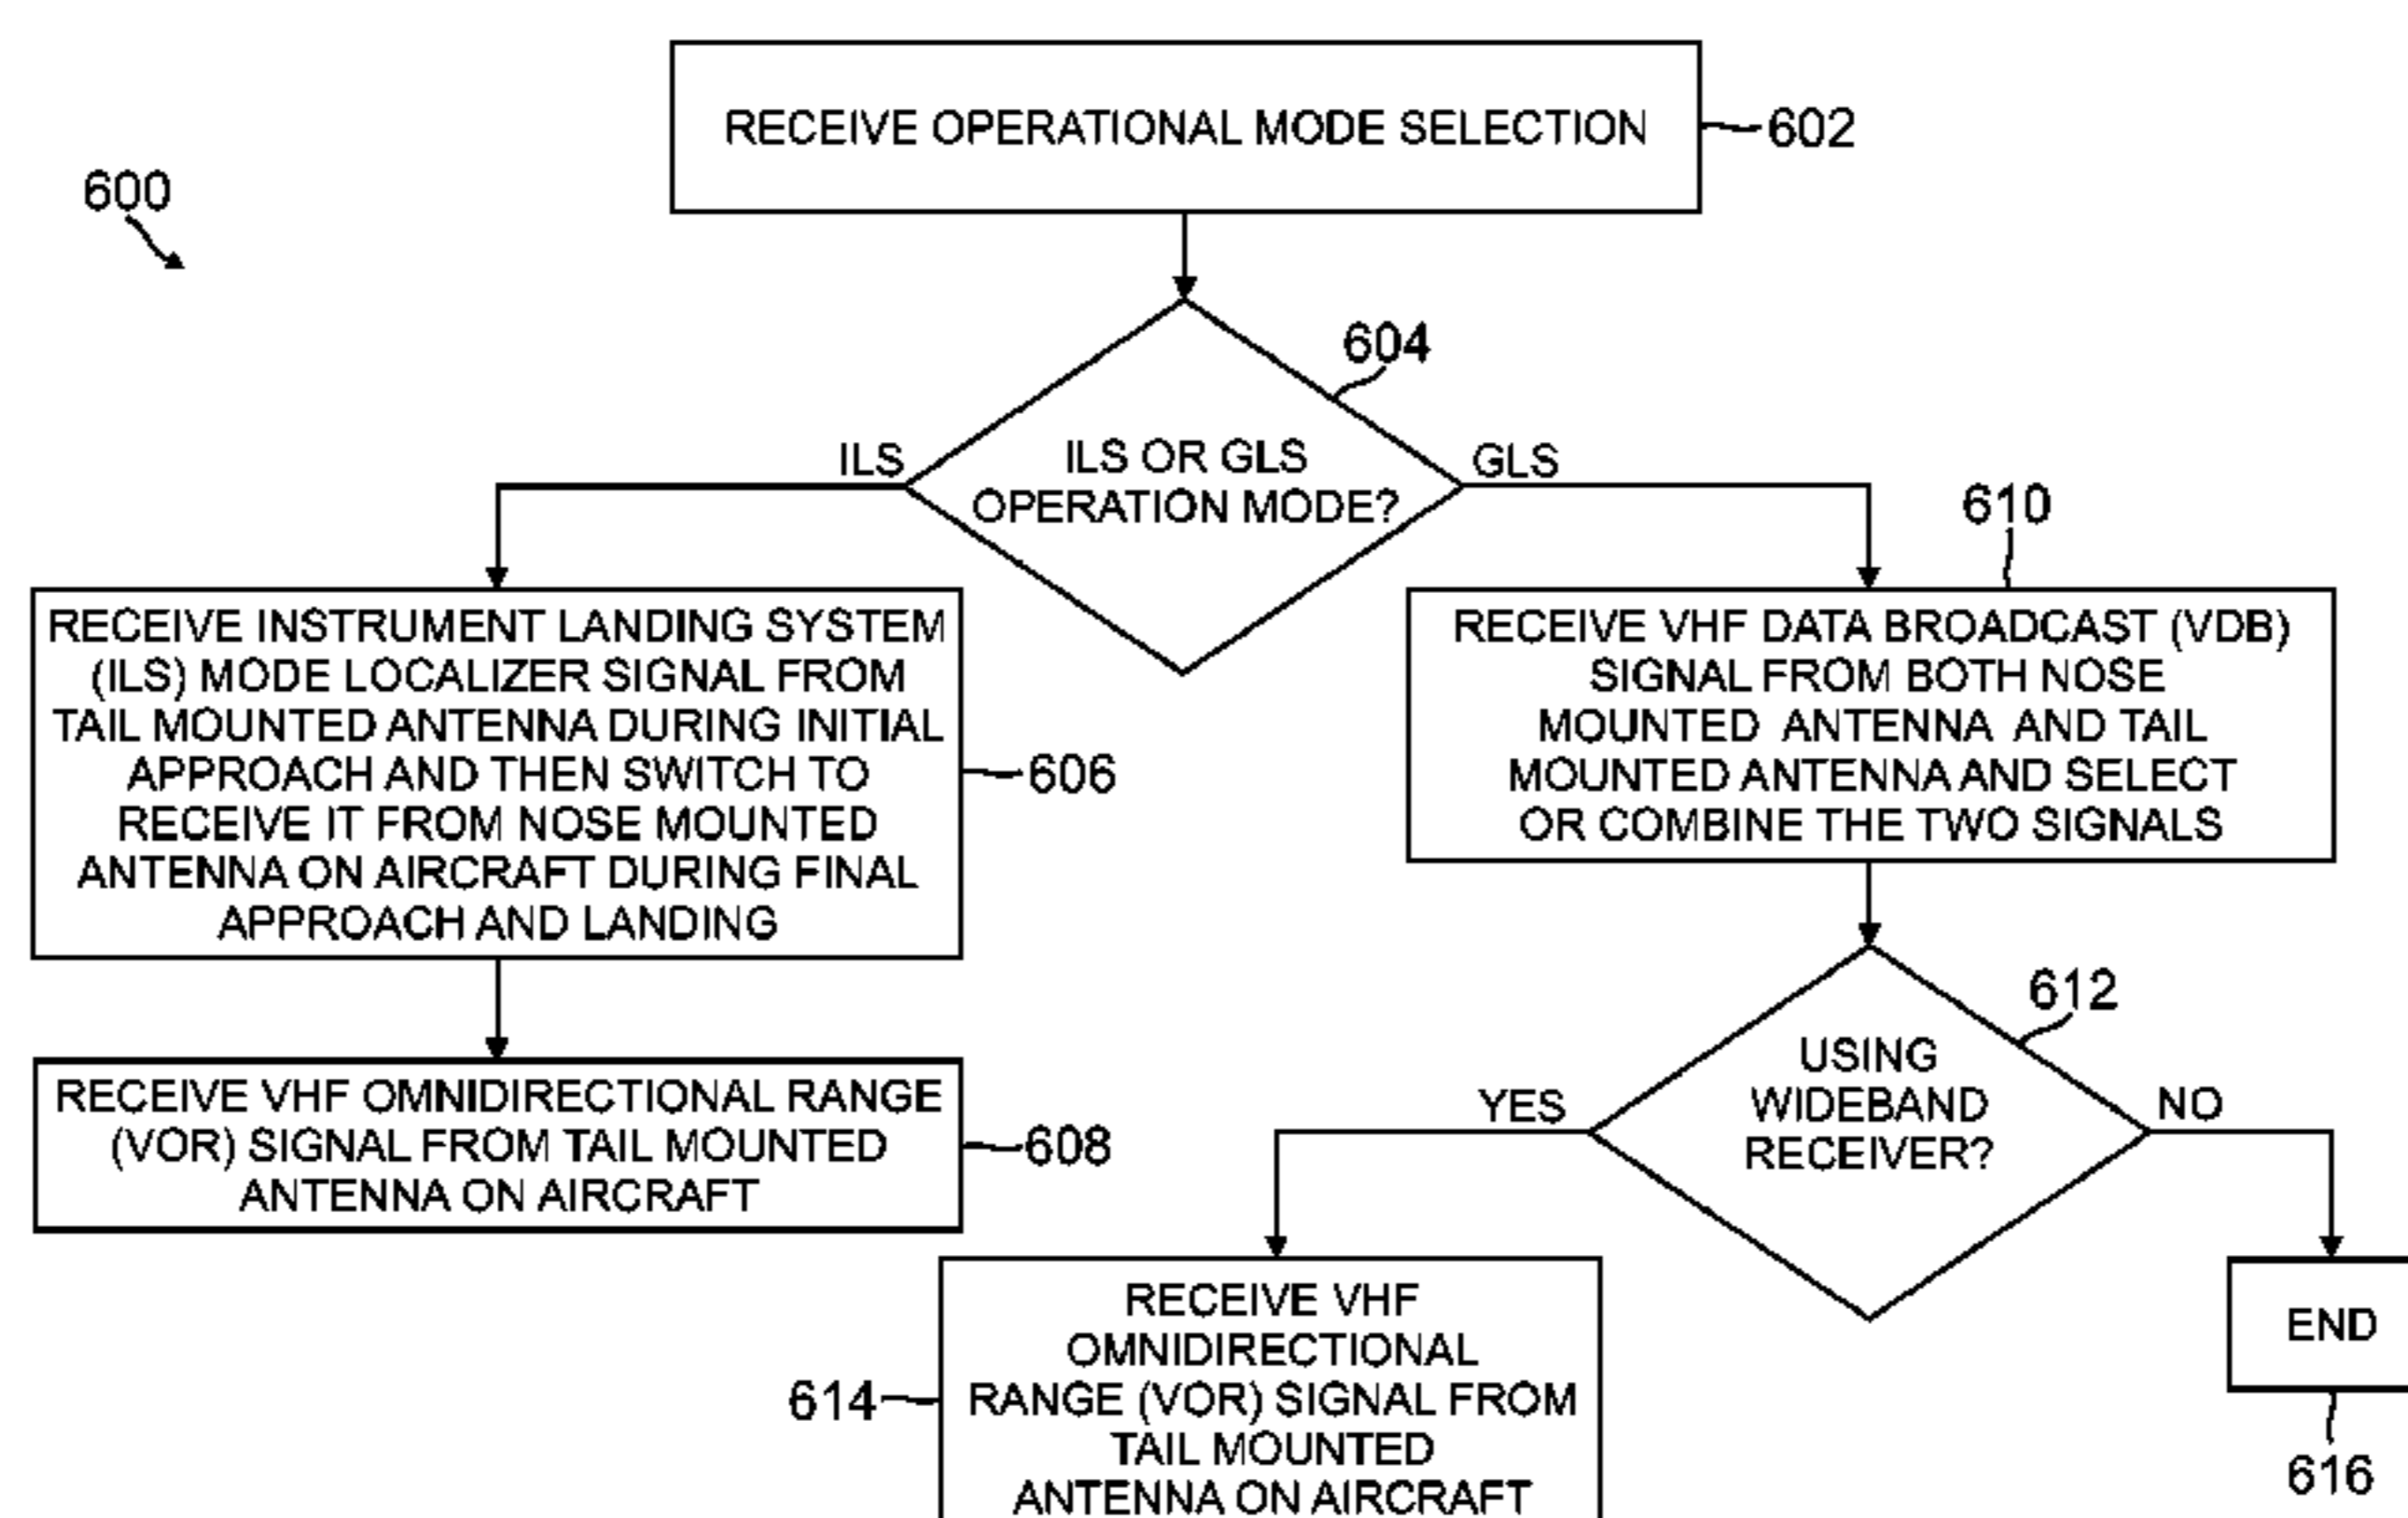 RECEIVE OPERATIONAL MODE SELECTION
602
600
604
ILS OR GLS
OPERATION MODE?
ILS
GLS
610
RECEIVE INSTRUMENT LANDING SYSTEM
(ILS) MODE LOCALIZER SIGNAL FROM
TAIL MOUNTED ANTENNA DURING INITIAL
APPROACH AND THEN SWITCH TO
RECEIVE IT FROM NOSE MOUNTED
ANTENNA ON AIRCRAFT DURING FINAL
APPROACH AND LANDING
606
RECEIVE VHF DATA BROADCAST (VDB)
SIGNAL FROM BOTH NOSE
MOUNTED ANTENNA AND TAIL
MOUNTED ANTENNA AND SELECT
OR COMBINE THE TWO SIGNALS
RECEIVE VHF OMNIDIRECTIONAL RANGE
(VOR) SIGNAL FROM TAIL MOUNTED
ANTENNA ON AIRCRAFT
608
612
USING
WIDEBAND
RECEIVER?
YES
NO
RECEIVE VHF
OMNIDIRECTIONAL
RANGE (VOR) SIGNAL FROM
TAIL MOUNTED
ANTENNA ON AIRCRAFT
614
END
616